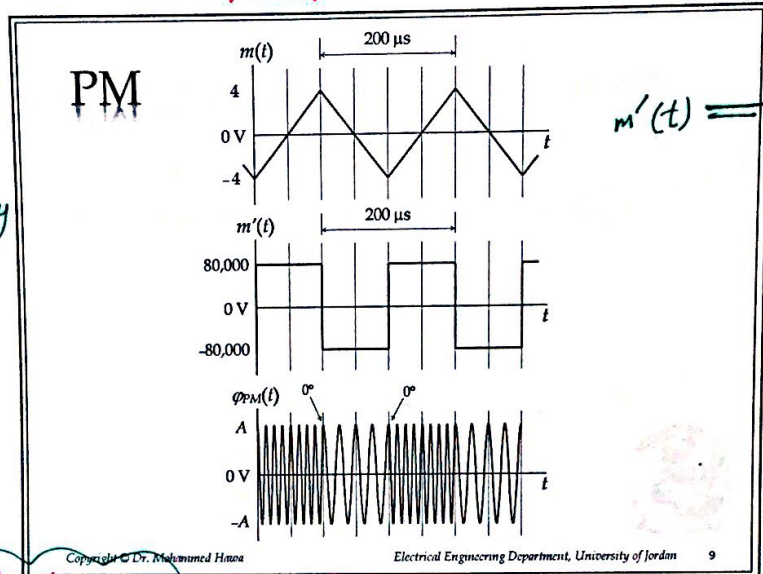 PM
m(t)
200 μs
4
0 V
-4
t
m'(t) =
y
m'(t)
200 μs
80,000
0 V
-80,000
t
φPM(t)
0°
0°
A
0 V
-A
t
Copyright © Dr. Mohammed Hawa
Electrical Engineering Department, University of Jordan
9